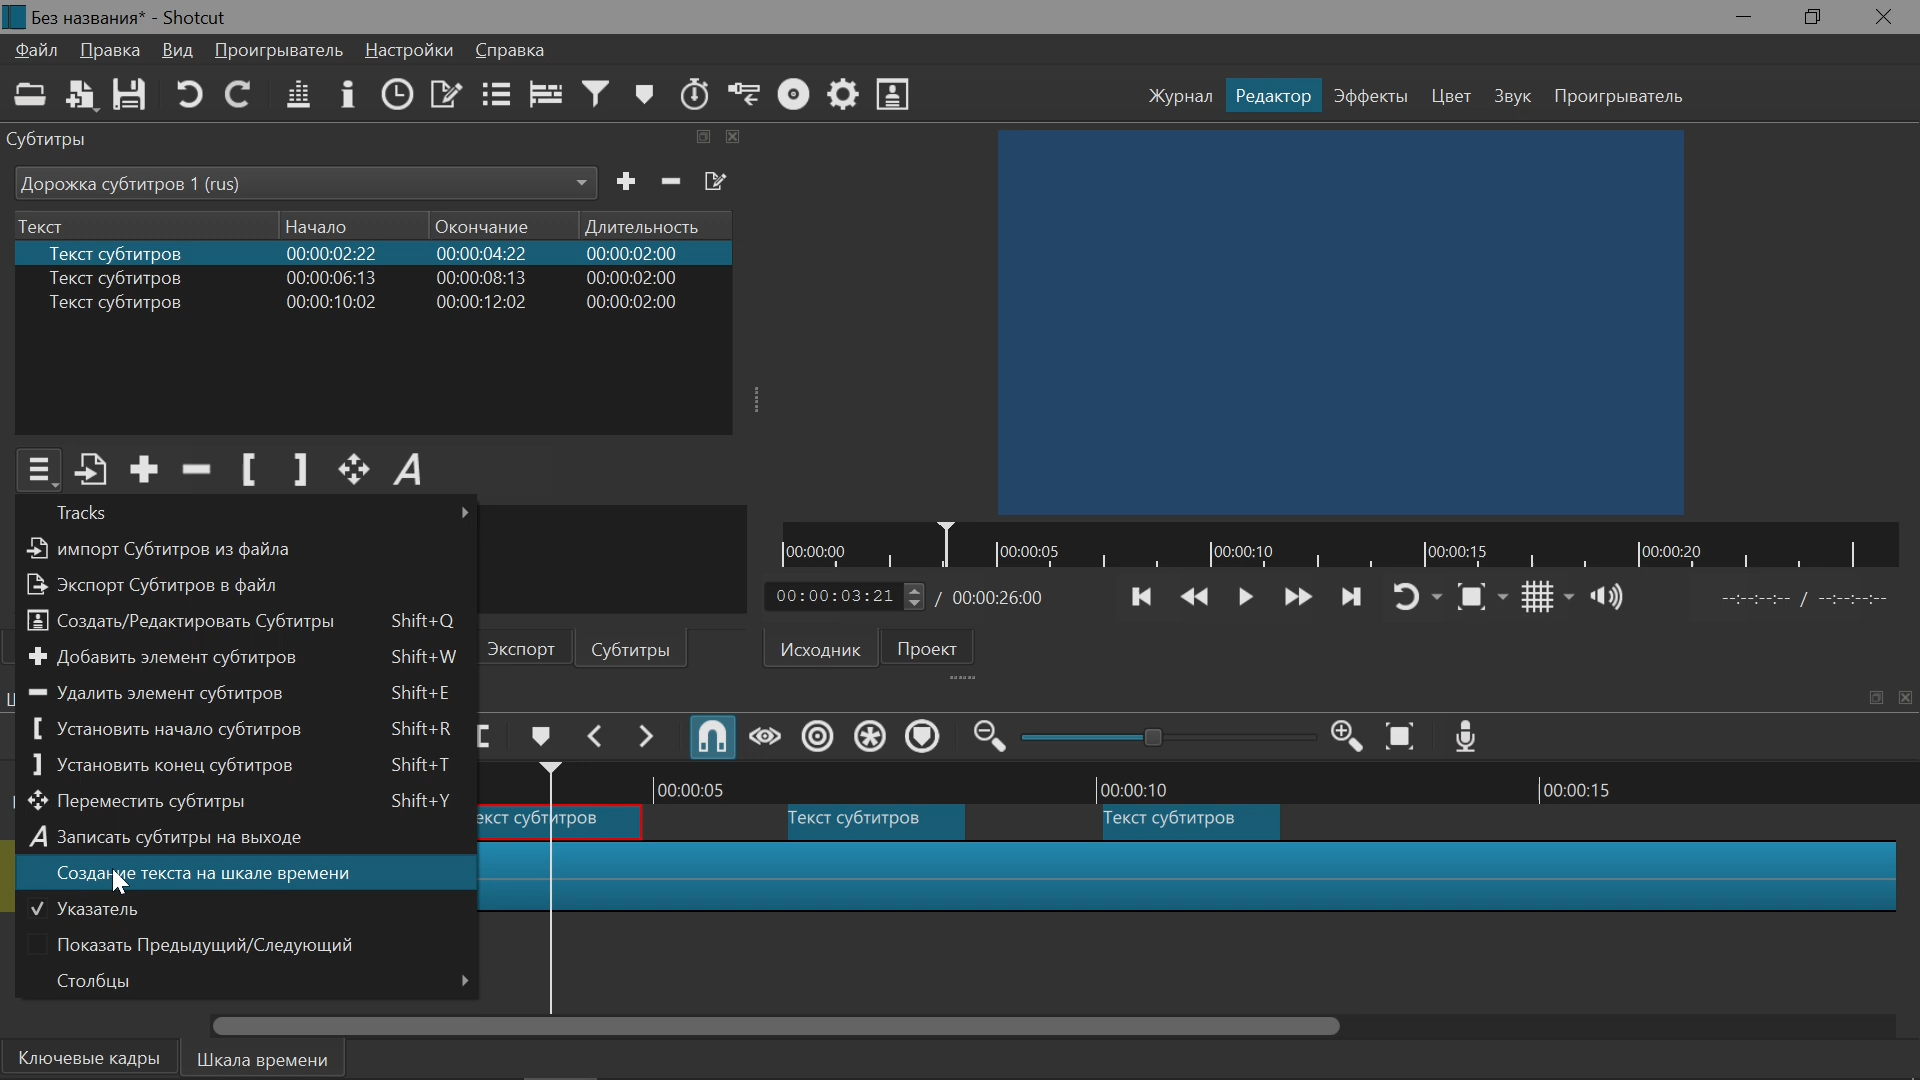 Без названия* - Shotcut
Файл Правка Вид Проигрыватель Настройки Справка
Журнал Редактор Эффекты Цвет Звук Проигрыватель
Субтитры
Дорожка субтитров 1 (rus)
Текст Начало Окончание Длительность
Текст субтитров 00:00:02:22 00:00:04:22 00:00:02:00
Текст субтитров 00:00:06:13 00:00:08:13 00:00:02:00
Текст субтитров 00:00:10:02 00:00:12:02 00:00:02:00
Tracks
импорт Субтитров из файла
Экспорт Субтитров в файл
Создать/Редактировать Субтитры Shift+Q
Добавить элемент субтитров Shift+W
Удалить элемент субтитров Shift+E
Установить начало субтитров Shift+R
Установить конец субтитров Shift+T
Переместить субтитры Shift+Y
Записать субтитры на выходе
Создание текста на шкале времени
Указатель
Показать Предыдущий/Следующий
Столбцы
Экспорт Субтитры
00:00:00 00:00:05 00:00:10 00:00:15 00:00:20
00:00:03:21 / 00:00:26:00 --:--:--:-- / --:--:--:--
Исходник Проект
00:00:05 00:00:10 00:00:15
екст субтитров Текст субтитров Текст субтитров
Ключевые кадры Шкала времени